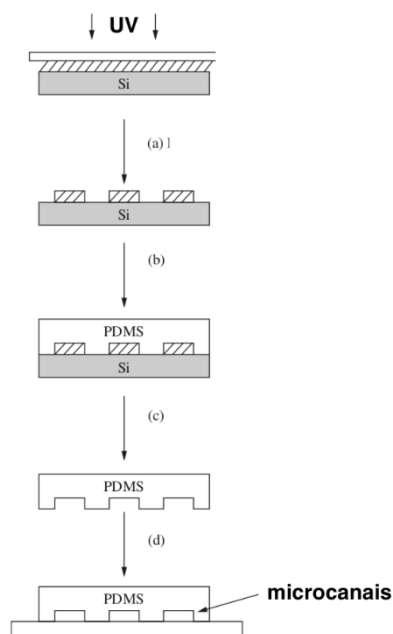 UV
Si
(a) l
Si
(b)
PDMS
Si
(c)
PDMS
(d)
PDMS
microcanais